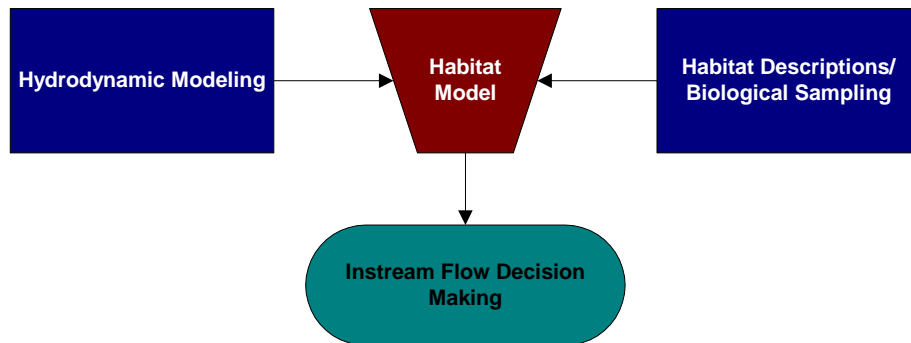 Hydrodynamic Modeling
Habitat
Model
Habitat Descriptions/
Biological Sampling
Instream Flow Decision
Making